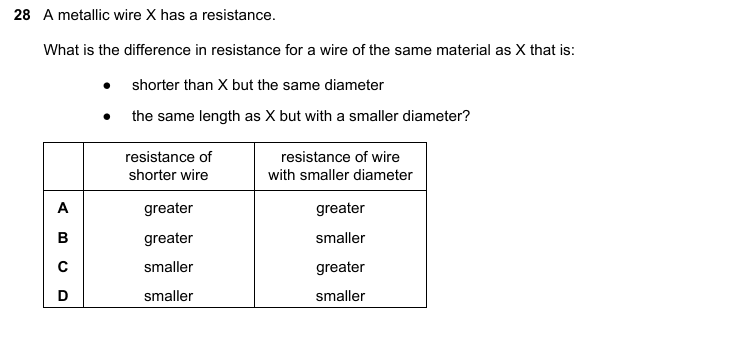 28 A metallic wire X has a resistance.
What is the difference in resistance for a wire of the same material as X that is:
• shorter than X but the same diameter
• the same length as X but with a smaller diameter?
resistance of shorter wire
resistance of wire with smaller diameter
A greater greater
B greater smaller
C smaller greater
D smaller smaller